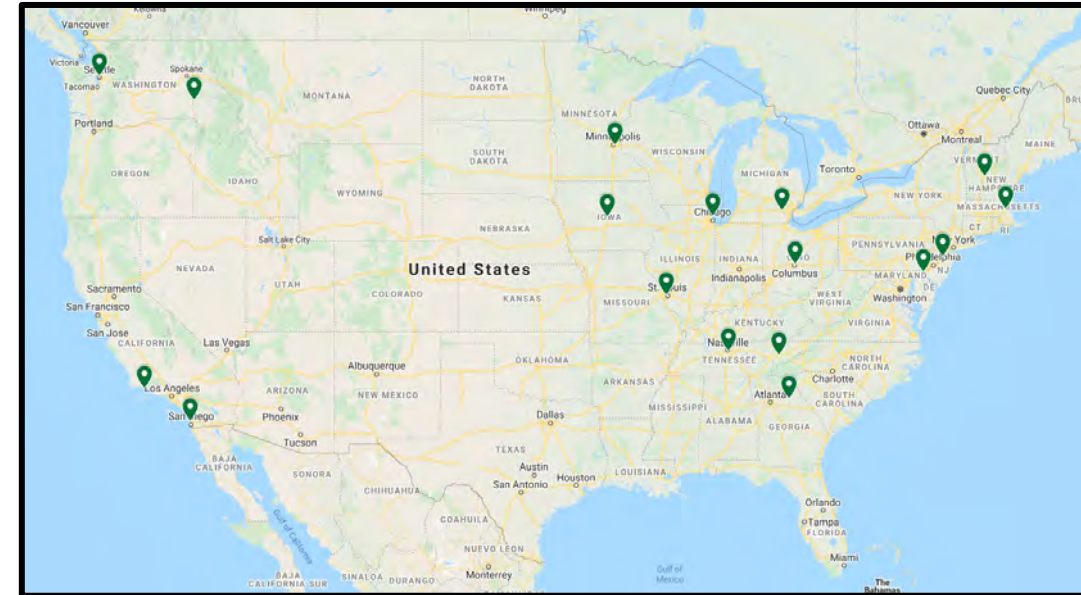 Kelowna
Winnipeg
Vancouver
Victoria
Seattle
Tacoma
WASHINGTON
Spokane
MONTANA
NORTH
DAKOTA
MINNESOTA
Minneapolis
Quebec City
Ottawa
Montreal
MAINE
Portland
OREGON
IDAHO
SOUTH
DAKOTA
WISCONSIN
MICHIGAN
Toronto
VERMONT
NEW
HAMPSHIRE
MASSACHUSETTS
WYOMING
IOWA
Chicago
NEW YORK
CT
RI
Salt Lake City
NEBRASKA
ILLINOIS
INDIANA
OHIO
PENNSYLVANIA
New York
Philadelphia
NEVADA
UTAH
United States
Indianapolis
Columbus
MARYLAND
DE
NJ
Sacramento
San Francisco
San Jose
CALIFORNIA
COLORADO
KANSAS
MISSOURI
St. Louis
WEST
VIRGINIA
Washington
Las Vegas
KENTUCKY
VIRGINIA
Nashville
TENNESSEE
NORTH
CAROLINA
Charlotte
Los Angeles
ARIZONA
Albuquerque
NEW MEXICO
OKLAHOMA
ARKANSAS
Atlanta
SOUTH
CAROLINA
San Diego
Phoenix
Tucson
Dallas
MISSISSIPPI
ALABAMA
GEORGIA
BAJA
CALIFORNIA
SONORA
CHIHUAHUA
TEXAS
Austin
San Antonio
Houston
LOUISIANA
Gulf of
California
COAHUILA
Orlando
Tampa
FLORIDA
Miami
BAJA
CALIFORNIA SUR
SINALOA
DURANGO
NUEVO LEON
Monterrey
Gulf of
Mexico
The
Bahamas